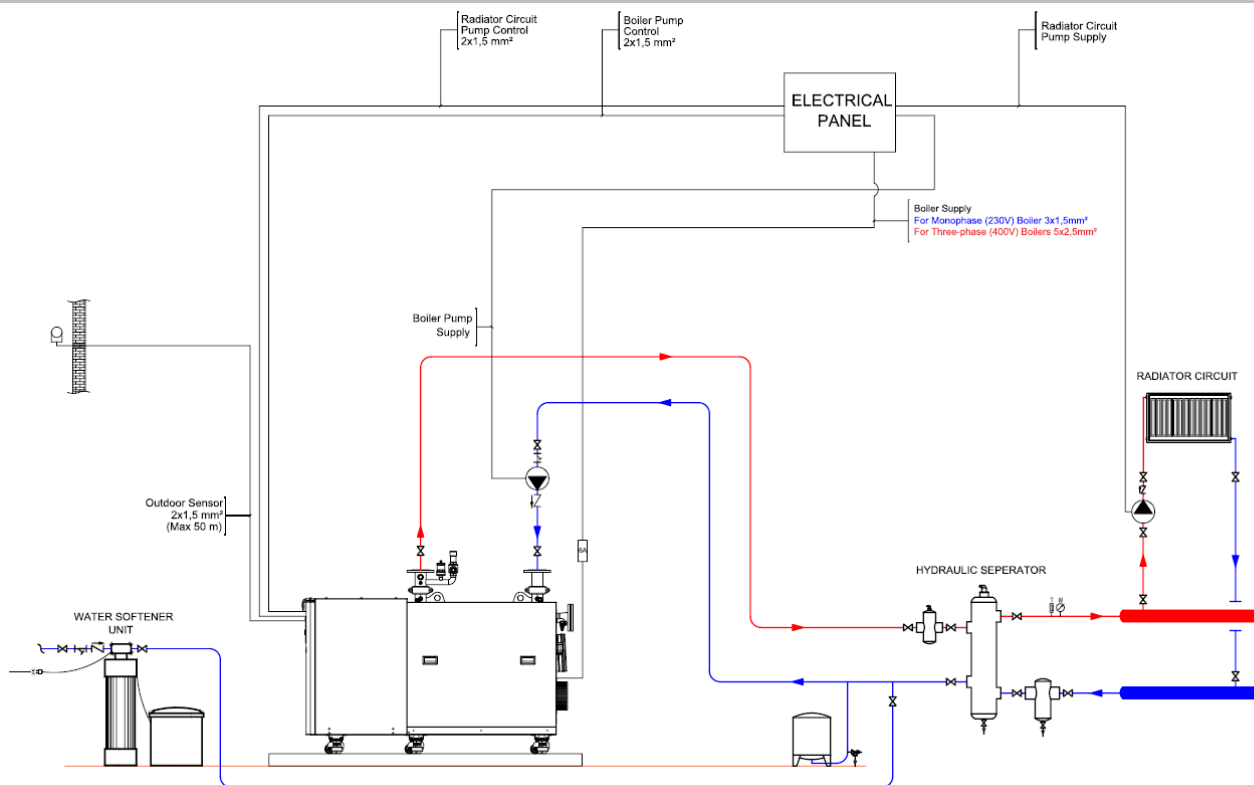 Radiator Circuit
Pump Control
2x1,5 mm²
Boiler Pump
Control
2x1,5 mm²
Radiator Circuit
Pump Supply
ELECTRICAL
PANEL
Boiler Supply
For Monophase (230V) Boiler 3x1,5mm²
For Three-phase (400V) Boilers 5x2,5mm²
Boiler Pump
Supply
RADIATOR CIRCUIT
Outdoor Sensor
2x1,5 mm²
(Max 50 m)
6A
HYDRAULIC SEPERATOR
WATER SOFTENER
UNIT